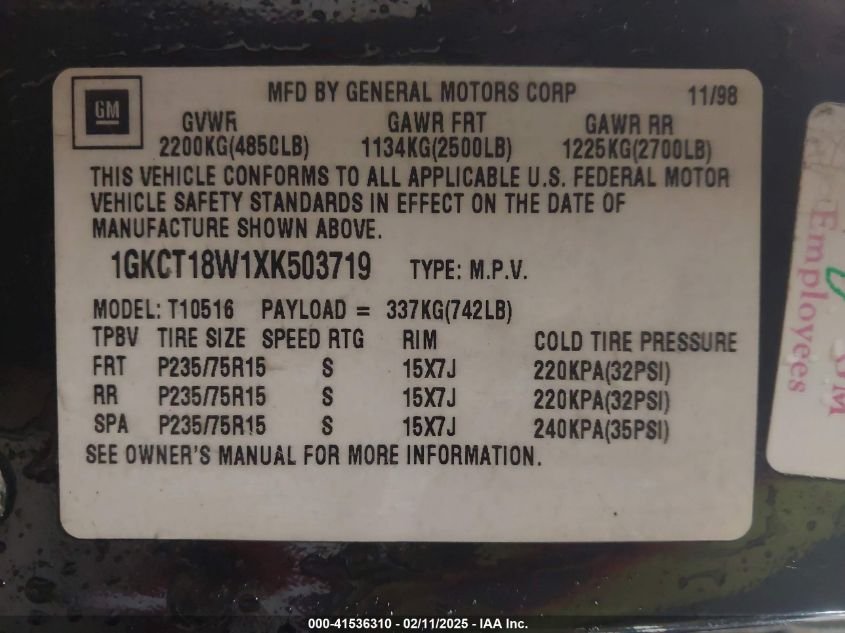 GM
MFD BY GENERAL MOTORS CORP 11/98
GVWR GAWR FRT GAWR RR
2200KG(4850LB) 1134KG(2500LB) 1225KG(2700LB)
THIS VEHICLE CONFORMS TO ALL APPLICABLE U.S. FEDERAL MOTOR
VEHICLE SAFETY STANDARDS IN EFFECT ON THE DATE OF
MANUFACTURE SHOWN ABOVE.
1GKCT18W1XK503719 TYPE: M.P.V.
MODEL: T10516 PAYLOAD = 337KG(742LB)
TPBV TIRE SIZE SPEED RTG RIM COLD TIRE PRESSURE
FRT P235/75R15 S 15X7J 220KPA(32PSI)
RR P235/75R15 S 15X7J 220KPA(32PSI)
SPA P235/75R15 S 15X7J 240KPA(35PSI)
SEE OWNER'S MANUAL FOR MORE INFORMATION.
Employees
GM
000-41536310 - 02/11/2025 - IAA Inc.